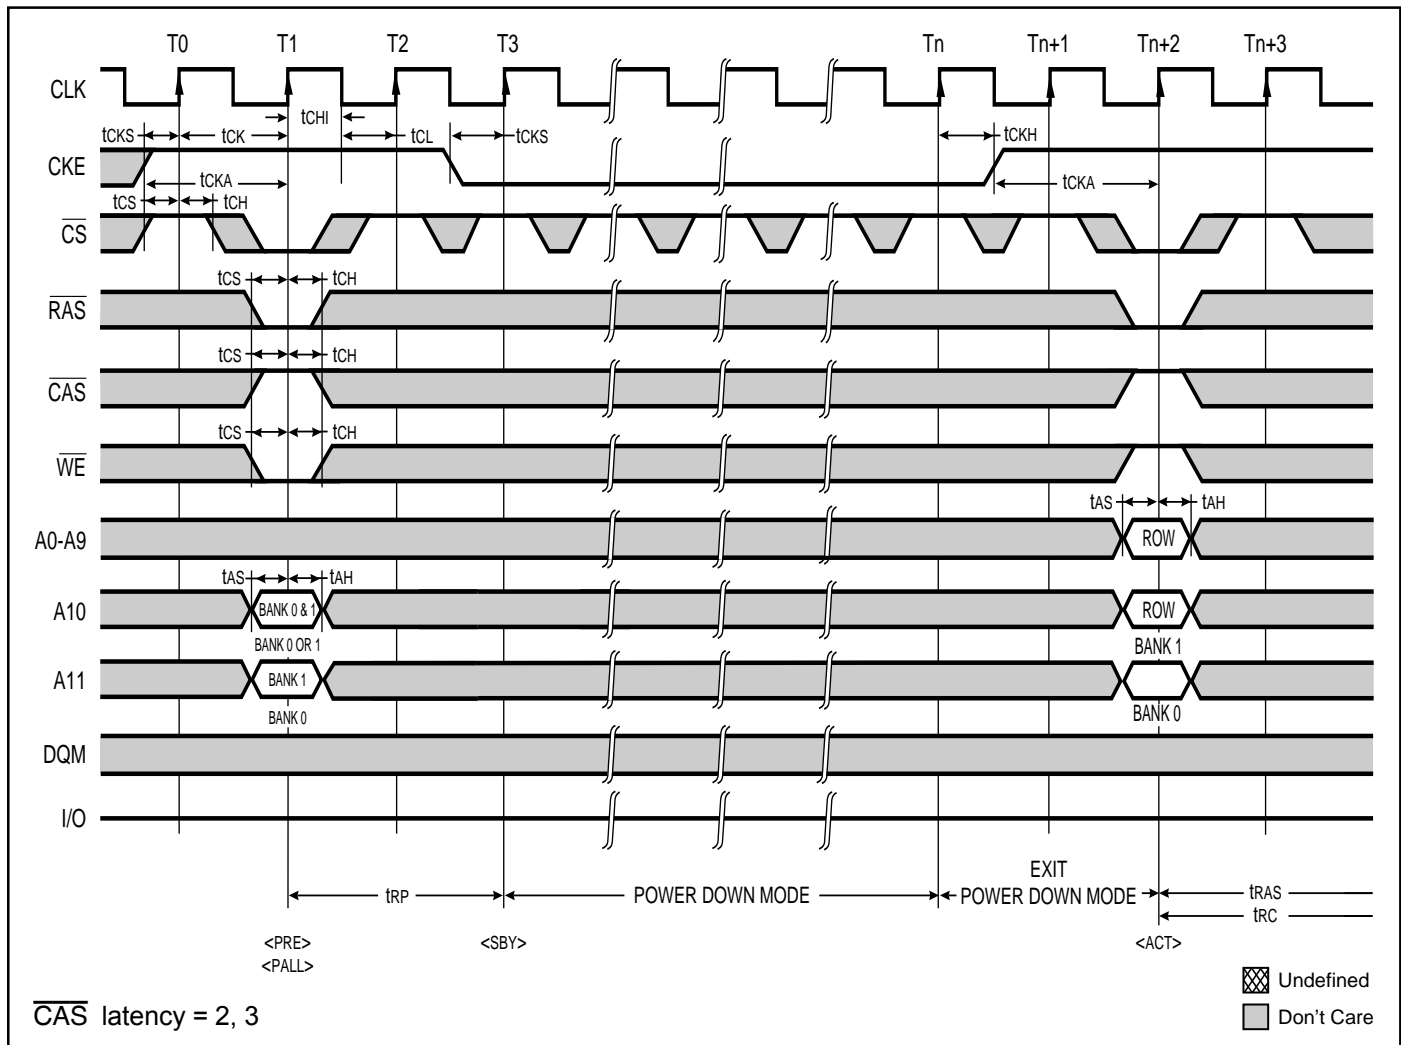 T0 T1 T2 T3 Tn Tn+1 Tn+2 Tn+3
CLK
tCHI
tCKS tCK tCL tCKS tCKH
CKE
tCKA tCKA
tCS tCH
CS
tCS tCH
RAS
tCS tCH
CAS
tCS tCH
WE
tAS tAH
A0-A9 ROW
tAS tAH
A10 BANK 0 & 1 ROW
BANK 0 OR 1 BANK 1
A11 BANK 1
BANK 0 BANK 0
DQM
I/O
tRP POWER DOWN MODE EXIT POWER DOWN MODE tRAS
tRC
<PRE> <SBY> <ACT>
<PALL>
Undefined
CAS latency = 2, 3 Don't Care